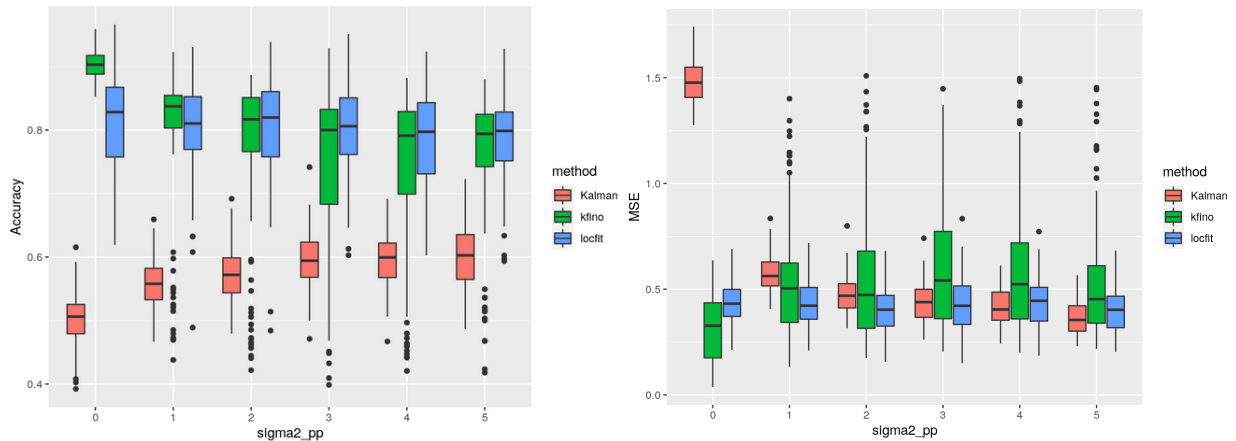 Accuracy
0.8
0.6
0.4
0 1 2 3 4 5
sigma2_pp
method
Kalman
kfino
locfit
MSE
1.5
1.0
0.5
0.0
0 1 2 3 4 5
sigma2_pp
method
Kalman
kfino
locfit